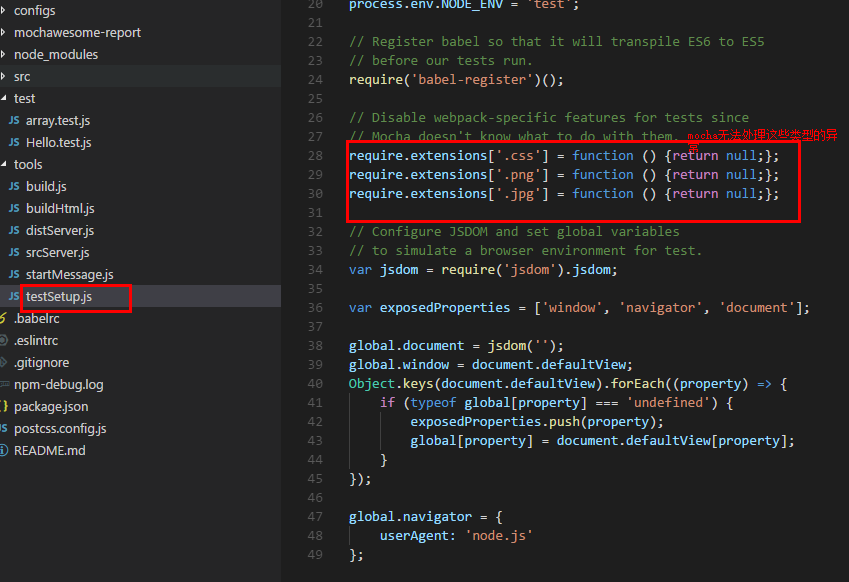 configs
mochawesome-report
node_modules
src
test
JS array.test.js
JS Hello.test.js
tools
JS build.js
JS buildHtml.js
JS distServer.js
JS srcServer.js
JS startMessage.js
JS testSetup.js
.babelrc
.eslintrc
.gitignore
npm-debug.log
package.json
postcss.config.js
README.md
20 process.env.NODE_ENV = 'test';
21
22 // Register babel so that it will transpile ES6 to ES5
23 // before our tests run.
24 require('babel-register')();
25
26 // Disable webpack-specific features for tests since
27 // Mocha doesn't know what to do with them.
mocha无法处理这些类型的异常
28 require.extensions['.css'] = function () {return null;};
29 require.extensions['.png'] = function () {return null;};
30 require.extensions['.jpg'] = function () {return null;};
31
32 // Configure JSDOM and set global variables
33 // to simulate a browser environment for test.
34 var jsdom = require('jsdom').jsdom;
35
36 var exposedProperties = ['window', 'navigator', 'document'];
37
38 global.document = jsdom('');
39 global.window = document.defaultView;
40 Object.keys(document.defaultView).forEach((property) => {
41 if (typeof global[property] === 'undefined') {
42 exposedProperties.push(property);
43 global[property] = document.defaultView[property];
44 }
45 });
46
47 global.navigator = {
48 userAgent: 'node.js'
49 };